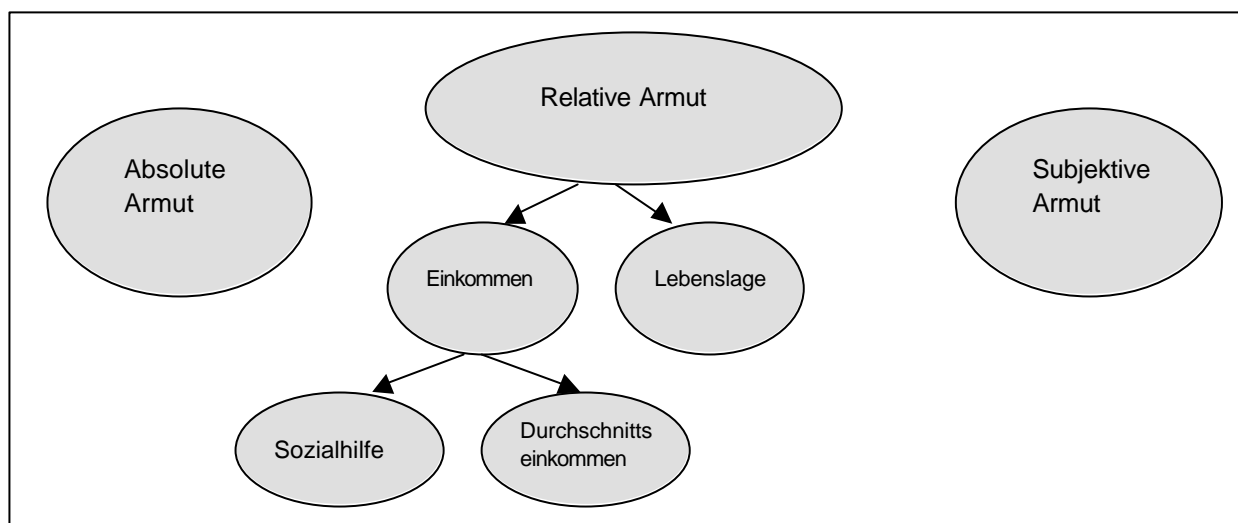 Relative Armut
Absolute
Armut
Subjektive
Armut
Einkommen
Lebenslage
Sozialhilfe
Durchschnitts
einkommen